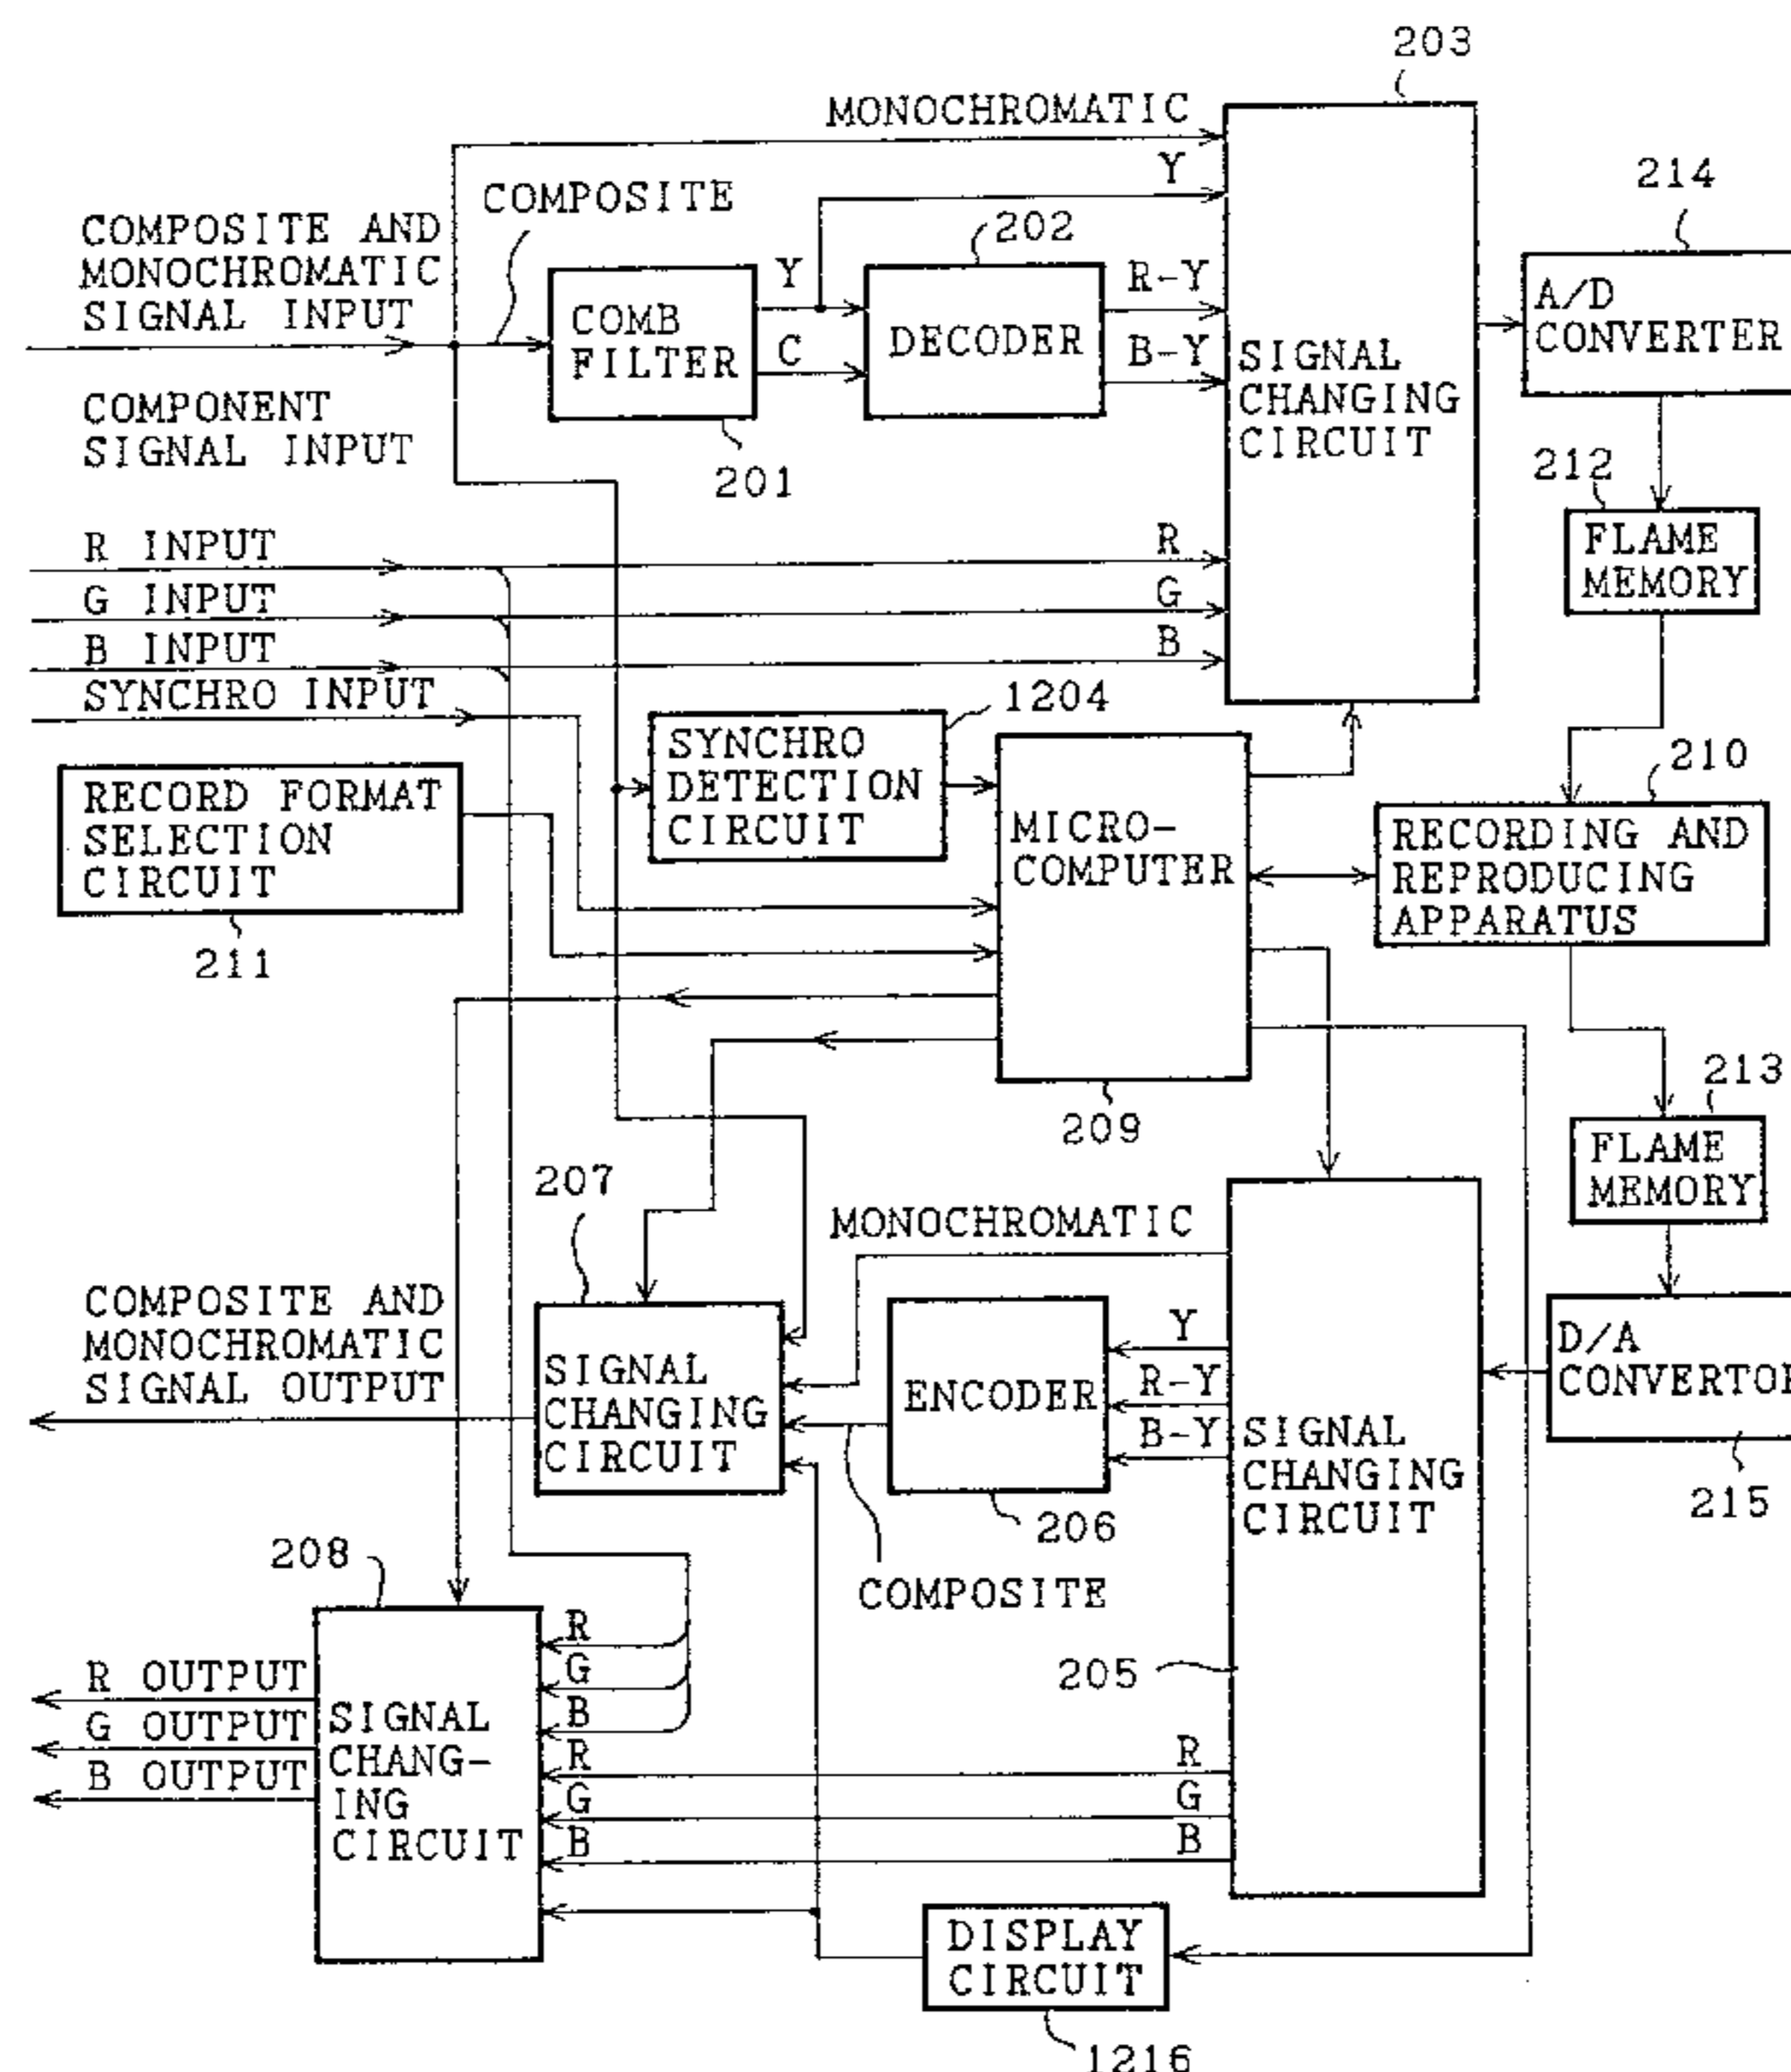 203
MONOCHROMATIC
Y
214
COMPOSITE
202
COMPOSITE AND
MONOCHROMATIC
SIGNAL INPUT
Y
R-Y
A/D
CONVERTER
COMB
FILTER
C
DECODER
B-Y
SIGNAL
CHANGING
CIRCUIT
COMPONENT
SIGNAL INPUT
201
212
R INPUT
R
FLAME
MEMORY
G INPUT
G
B INPUT
B
SYNCHRO INPUT
1204
SYNCHRO
DETECTION
CIRCUIT
210
RECORD FORMAT
SELECTION
CIRCUIT
MICRO-
COMPUTER
RECORDING AND
REPRODUCING
APPARATUS
211
213
209
FLAME
MEMORY
207
MONOCHROMATIC
COMPOSITE AND
MONOCHROMATIC
SIGNAL OUTPUT
Y
D/A
CONVERTOR
SIGNAL
CHANGING
CIRCUIT
ENCODER
R-Y
B-Y
SIGNAL
CHANGING
CIRCUIT
215
206
208
COMPOSITE
R
G
B
205
R OUTPUT
G OUTPUT
B OUTPUT
SIGNAL
CHANG-
ING
CIRCUIT
R
R
G
G
B
B
DISPLAY
CIRCUIT
1216